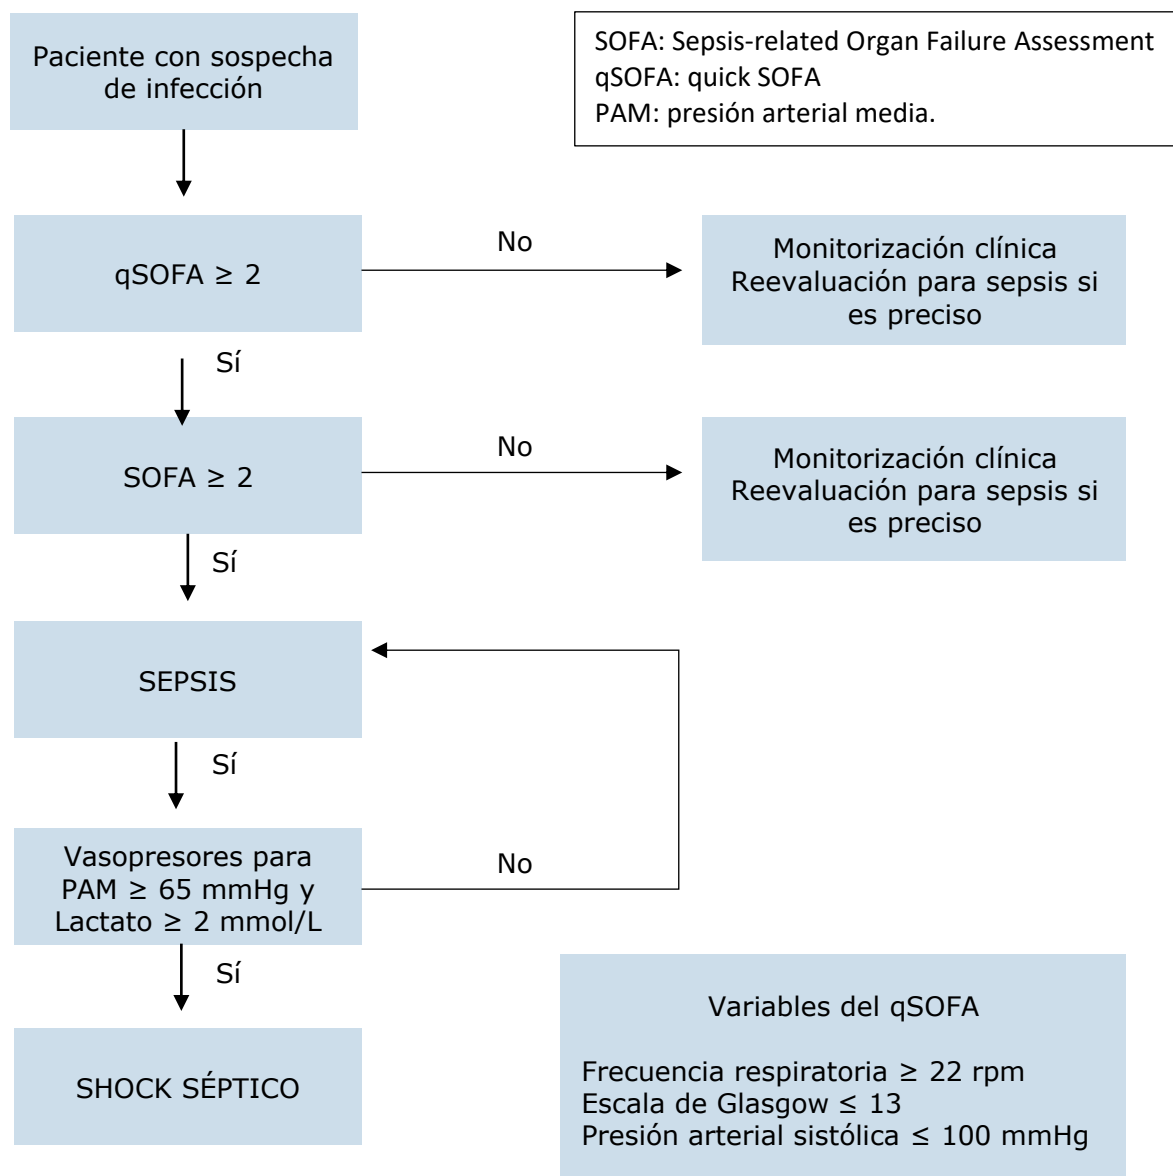 Paciente con sospecha
de infección
SOFA: Sepsis-related Organ Failure Assessment
qSOFA: quick SOFA
PAM: presión arterial media.
qSOFA ≥ 2
No
Monitorización clínica
Reevaluación para sepsis si
es preciso
Sí
SOFA ≥ 2
No
Monitorización clínica
Reevaluación para sepsis si
es preciso
Sí
SEPSIS
Sí
Vasopresores para
PAM ≥ 65 mmHg y
Lactato ≥ 2 mmol/L
No
Sí
SHOCK SÉPTICO
Variables del qSOFA
Frecuencia respiratoria ≥ 22 rpm
Escala de Glasgow ≤ 13
Presión arterial sistólica ≤ 100 mmHg